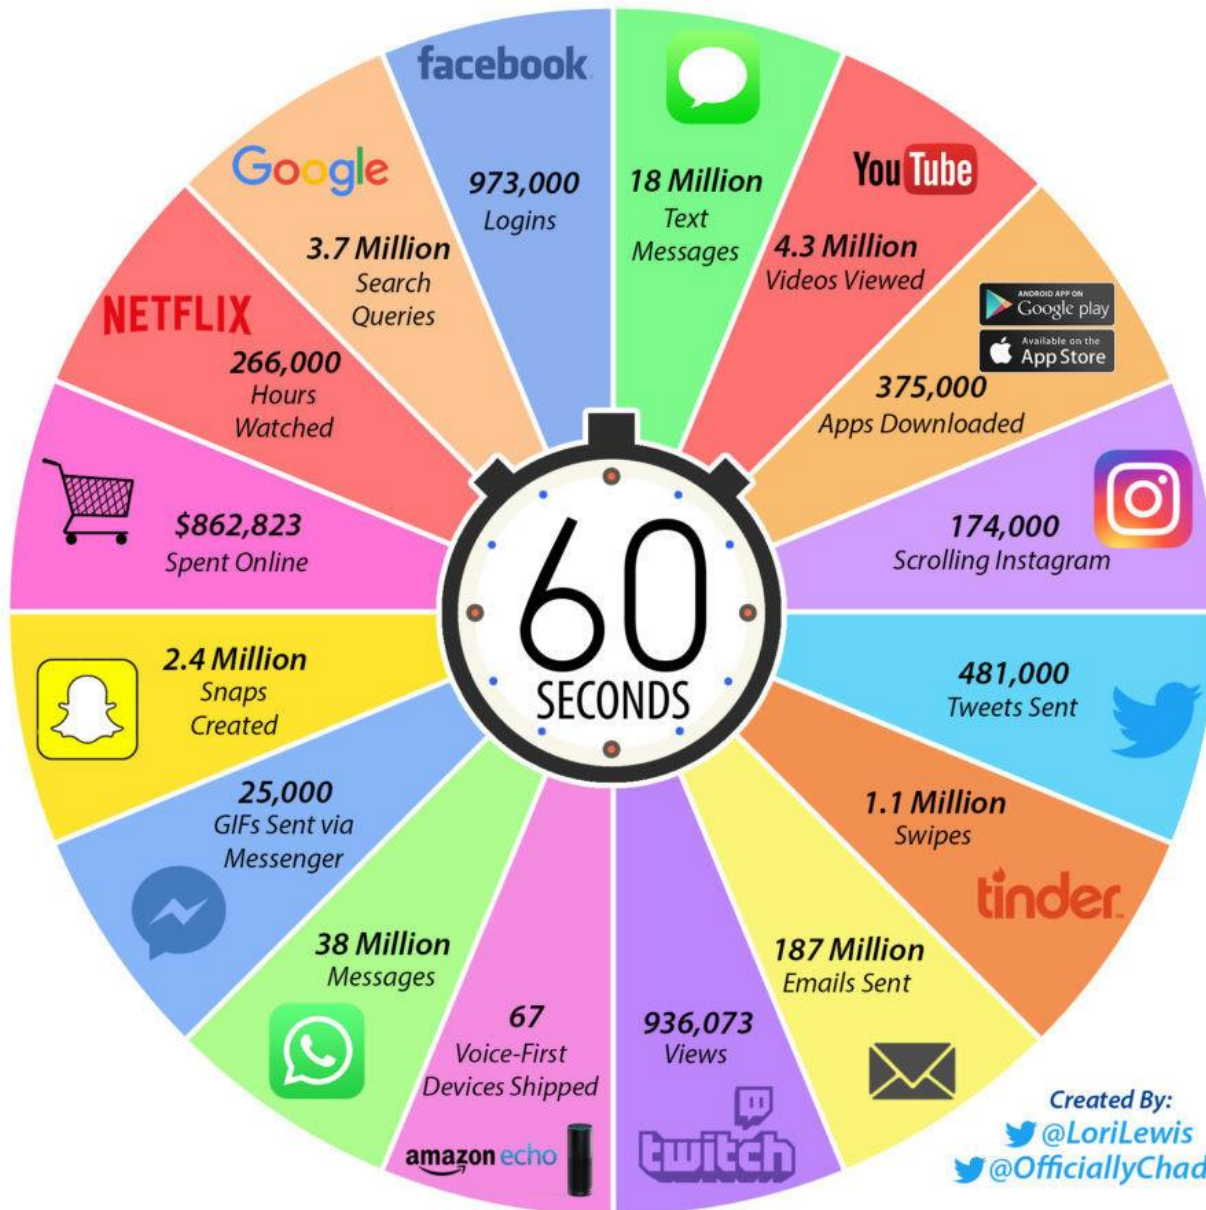 facebook
973,000
Logins
18 Million
Text
Messages
YouTube
4.3 Million
Videos Viewed
ANDROID APP ON
Google play
Available on the
App Store
375,000
Apps Downloaded
174,000
Scrolling Instagram
481,000
Tweets Sent
1.1 Million
Swipes
tinder
187 Million
Emails Sent
936,073
Views
twitch
67
Voice-First
Devices Shipped
amazon echo
38 Million
Messages
25,000
GIFs Sent via
Messenger
2.4 Million
Snaps
Created
$862,823
Spent Online
NETFLIX
266,000
Hours
Watched
Google
3.7 Million
Search
Queries
60
SECONDS
Created By:
@LoriLewis
@OfficiallyChad